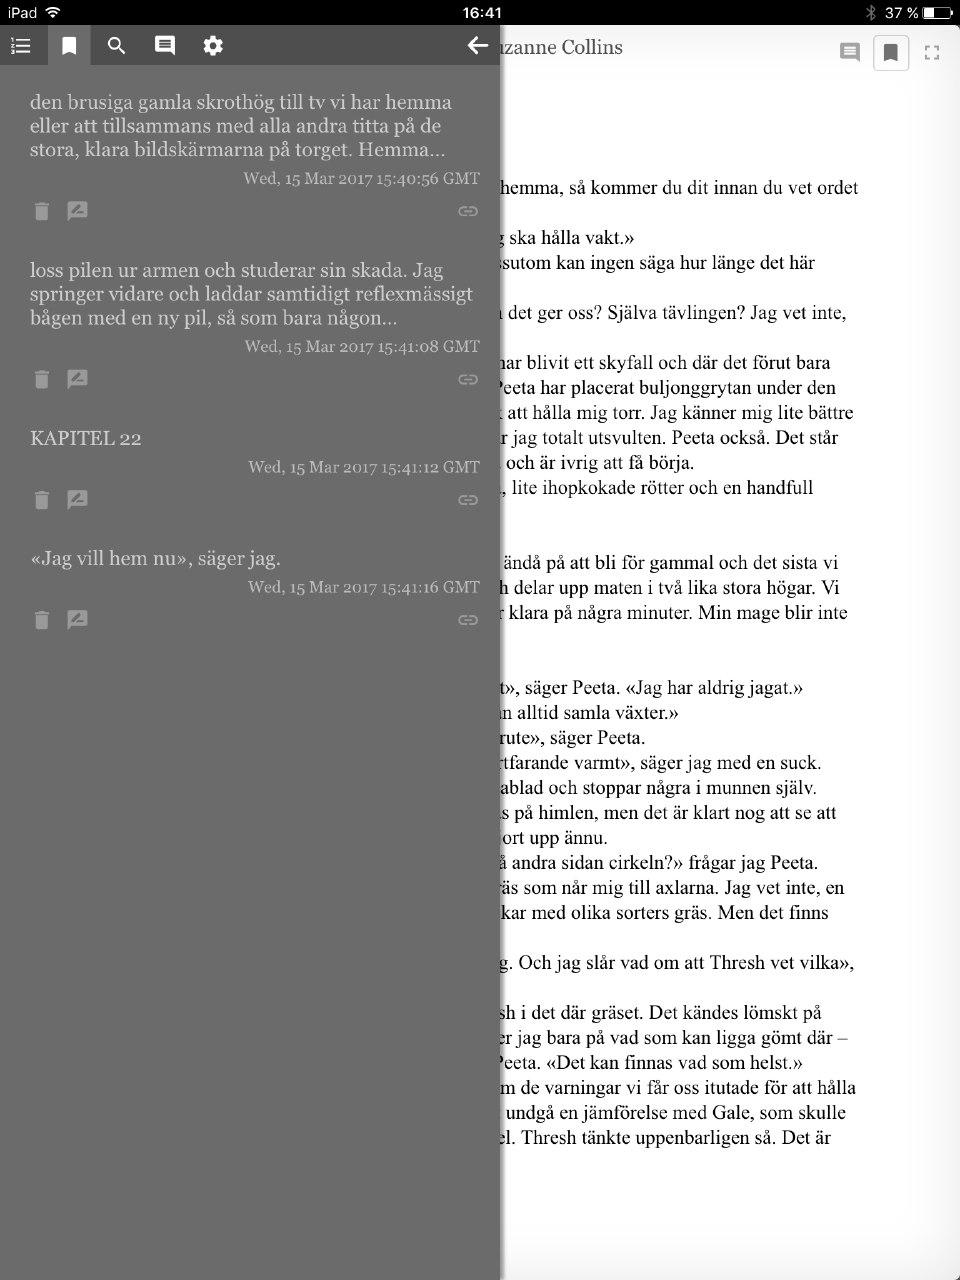 iPad
16:41
37 %
den brusiga gamla skrothög till tv vi har hemma
eller att tillsammans med alla andra titta på de
stora, klara bildskärmarna på torget. Hemma...
Wed, 15 Mar 2017 15:40:56 GMT
loss pilen ur armen och studerar sin skada. Jag
springer vidare och laddar samtidigt reflexmässigt
bågen med en ny pil, så som bara någon...
Wed, 15 Mar 2017 15:41:08 GMT
KAPITEL 22
Wed, 15 Mar 2017 15:41:12 GMT
«Jag vill hem nu», säger jag.
Wed, 15 Mar 2017 15:41:16 GMT
Collins
hemma, så kommer du dit innan du vet ordet
ska hålla vakt.»
kan ingen säga hur länge det här
det ger oss? Själva tävlingen? Jag vet inte,
blivit ett skyfall och där det förut bara
Peeta har placerat buljonggrytan under den
att hålla mig torr. Jag känner mig lite bättre
jag totalt utsvulten. Peeta också. Det står
och är ivrig att få börja.
lite ihopkokade rötter och en handfull
ändå på att bli för gammal och det sista vi
delar upp maten i två lika stora högar. Vi
klara på några minuter. Min mage blir inte
säger Peeta. «Jag har aldrig jagat.»
alltid samla växter.»
säger Peeta.
varmt», säger jag med en suck.
och stoppar några i munnen själv.
på himlen, men det är klart nog att se att
upp ännu.
andra sidan cirkeln?» frågar jag Peeta.
som når mig till axlarna. Jag vet inte, en
med olika sorters gräs. Men det finns
Och jag slår vad om att Thresh vet vilka»,
i det där gräset. Det kändes lömskt på
jag bara på vad som kan ligga gömt där –
Peeta. «Det kan finnas vad som helst.»
de varningar vi får oss itutade för att hålla
undgå en jämförelse med Gale, som skulle
Thresh tänkte uppenbarligen så. Det är